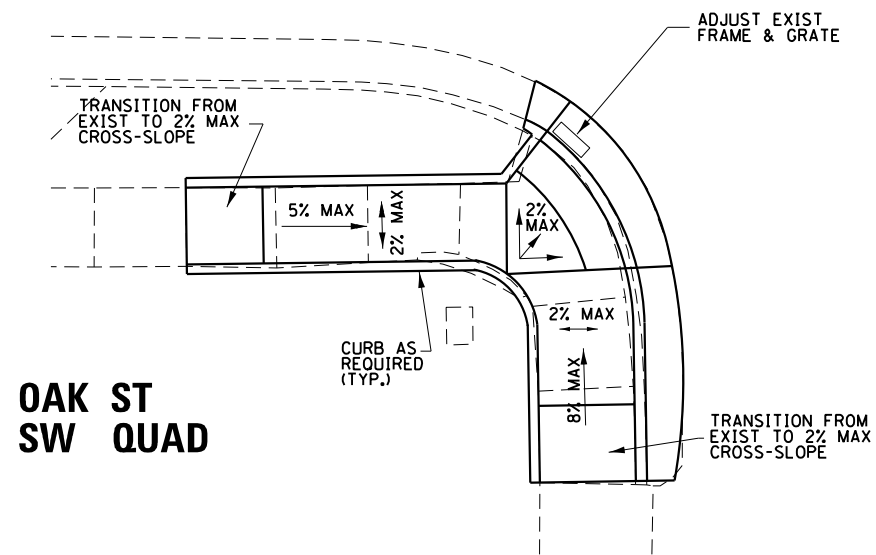 ADJUST EXIST
FRAME & GRATE
TRANSITION FROM
EXIST TO 2% MAX
CROSS-SLOPE
5% MAX
2% MAX
2%
MAX
2% MAX
8% MAX
CURB AS
REQUIRED
(TYP.)
OAK ST
SW QUAD
TRANSITION FROM
EXIST TO 2% MAX
CROSS-SLOPE